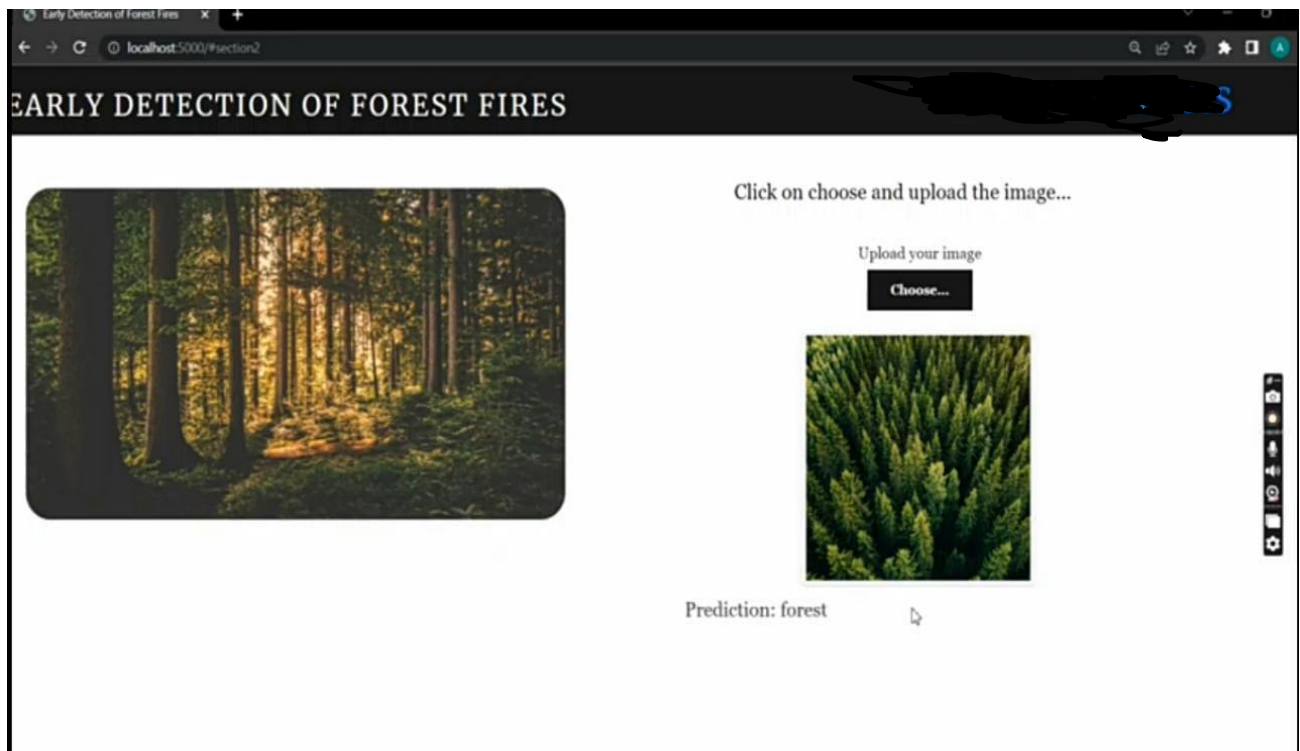 Early Detection of Forest Fires
localhost:5000/#section2
A
EARLY DETECTION OF FOREST FIRES
S
Click on choose and upload the image...
Upload your image
Choose...
Prediction: forest